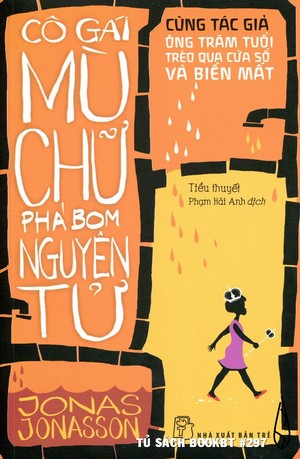 CÔ GÁI
MÙ
CHỮ
PHÁ BOM
NGUYÊN
TỬ
JONAS
JONASSON
CÙNG TÁC GIẢ
ÔNG TRĂM TUỔI
TRÈO QUA CỬA SỔ
VÀ BIẾN MẤT
Tiểu thuyết
Phạm Hải Anh dịch
NHÀ XUẤT BẢN TRẺ
TỦ SÁCH BOOKBT #297